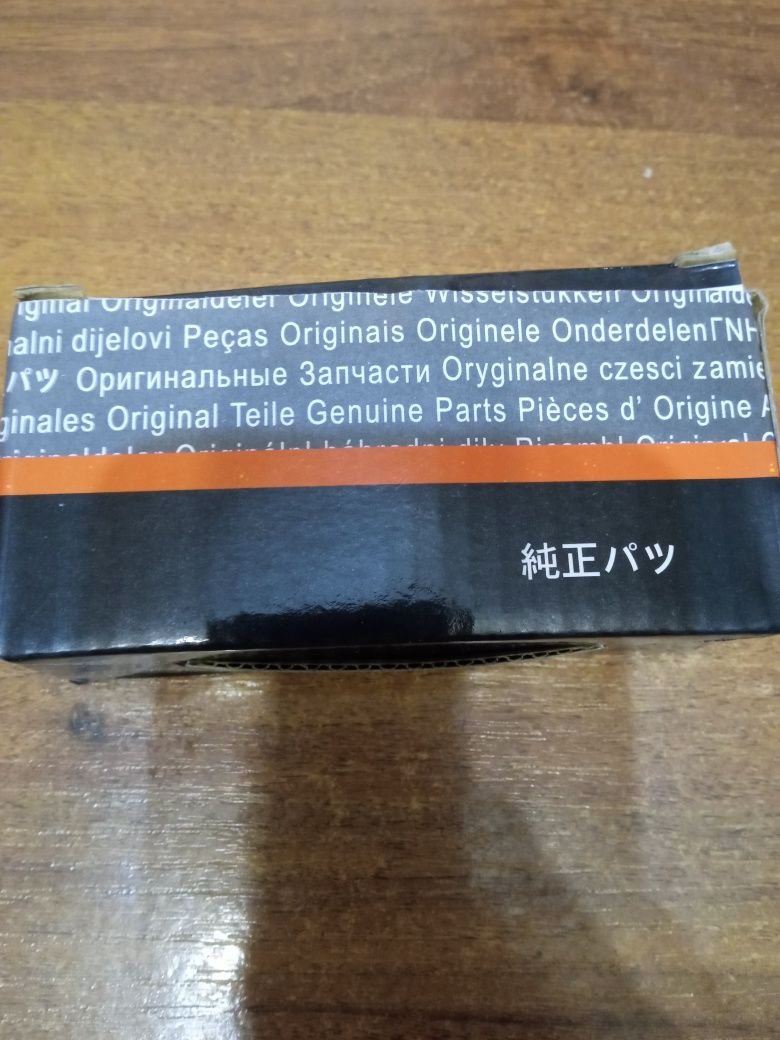 Originaldeler Originele Wisselstukken
alni dijelovi Peças Originais Originele OnderdelenΓΝΗ
パツ Оригинальные Запчасти Oryginalne czesci zamie
ginales Original Teile Genuine Parts Pièces d' Origine A
純正パツ